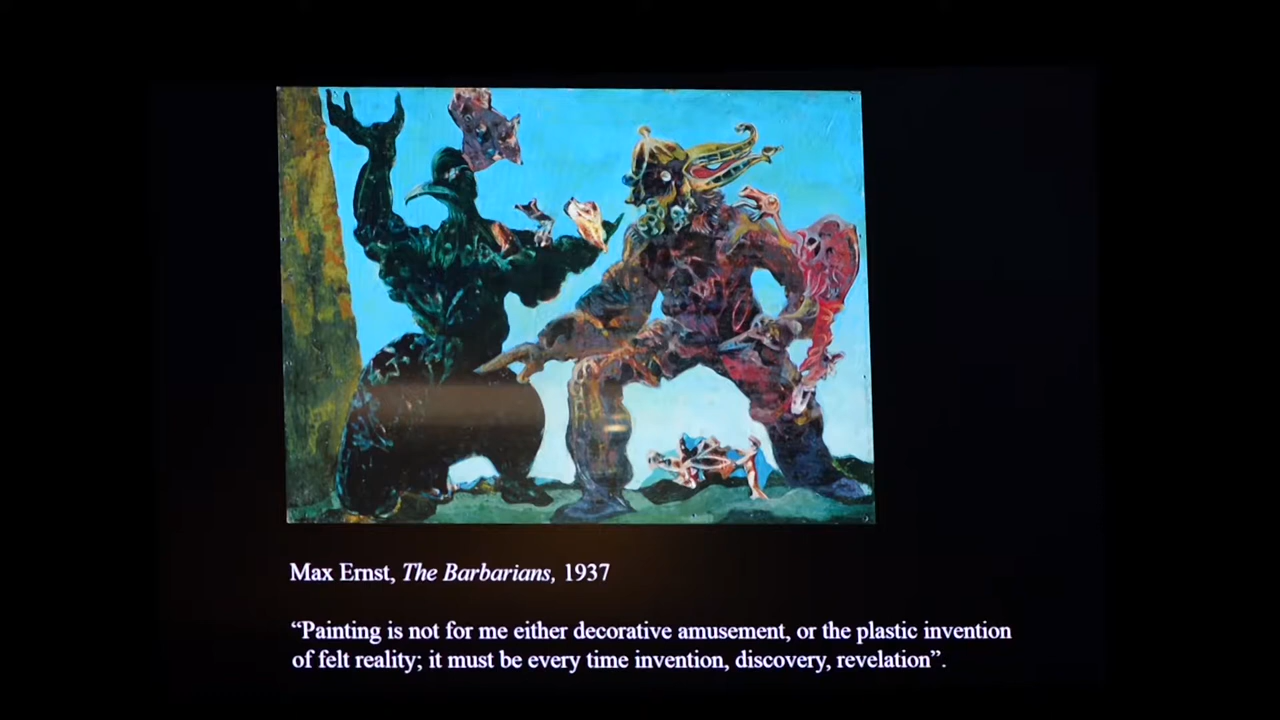 Max Ernst, The Barbarians, 1937
“Painting is not for me either decorative amusement, or the plastic invention
of felt reality; it must be every time invention, discovery, revelation”.